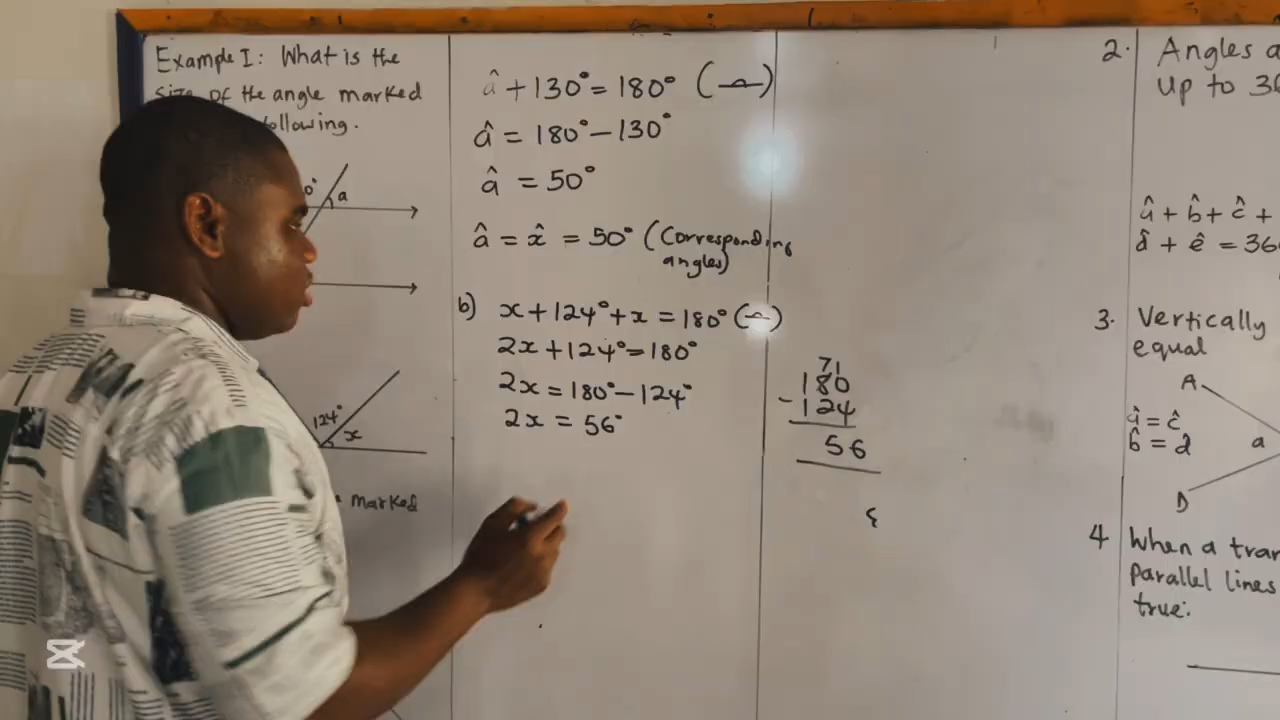 Example I: What is the
size of the angle marked
following.
0° a
124°
x
marked
â + 130° = 180° (
â = 180° − 130°
â = 50°
â = x̂ = 50° (Corresponding
angles)
b) x + 124° + x = 180° (
2x + 124° = 180°
2x = 180° − 124°
2x = 56°
71
180
- 124
56
2. Angles a
up to 36
â + b̂ + ĉ +
d̂ + ê = 36
3. Vertically
equal
A
â = ĉ
b̂ = d̂
a
D
4 When a tran
parallel lines
true: